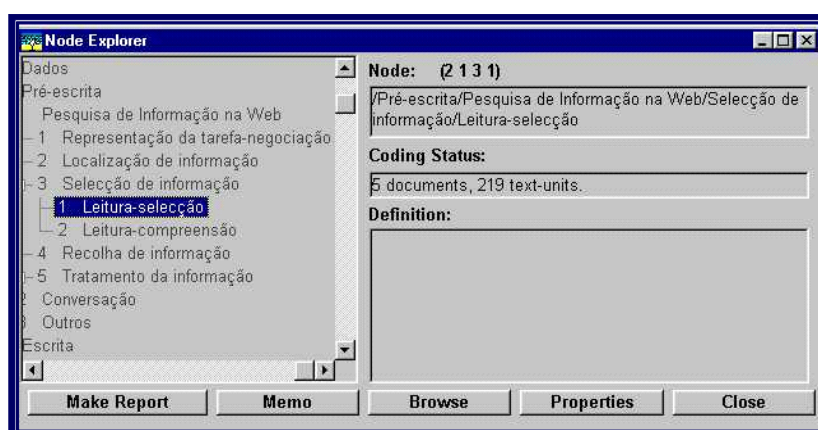 Node Explorer
Dados
Pré-escrita
Pesquisa de Informação na Web
1 Representação da tarefa-negociação
2 Localização de informação
3 Selecção de informação
1 Leitura-selecção
2 Leitura-compreensão
4 Recolha de informação
5 Tratamento da informação
2 Conversação
3 Outros
Escrita
Node: (2 1 3 1)
/Pré-escrita/Pesquisa de Informação na Web/Selecção de
informação/Leitura-selecção
Coding Status:
5 documents, 219 text-units.
Definition:
Make Report Memo Browse Properties Close